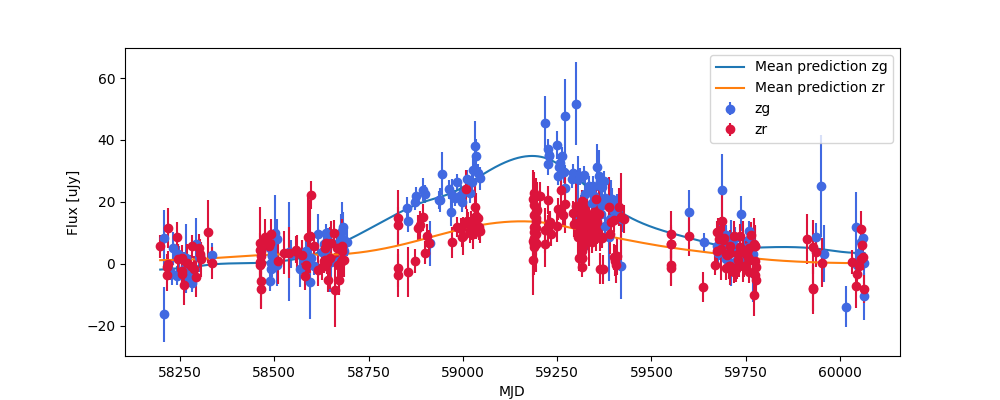 Mean prediction zg
Mean prediction zr
zg
zr
Flux [uJy]
60
40
20
0
−20
58250 58500 58750 59000 59250 59500 59750 60000
MJD